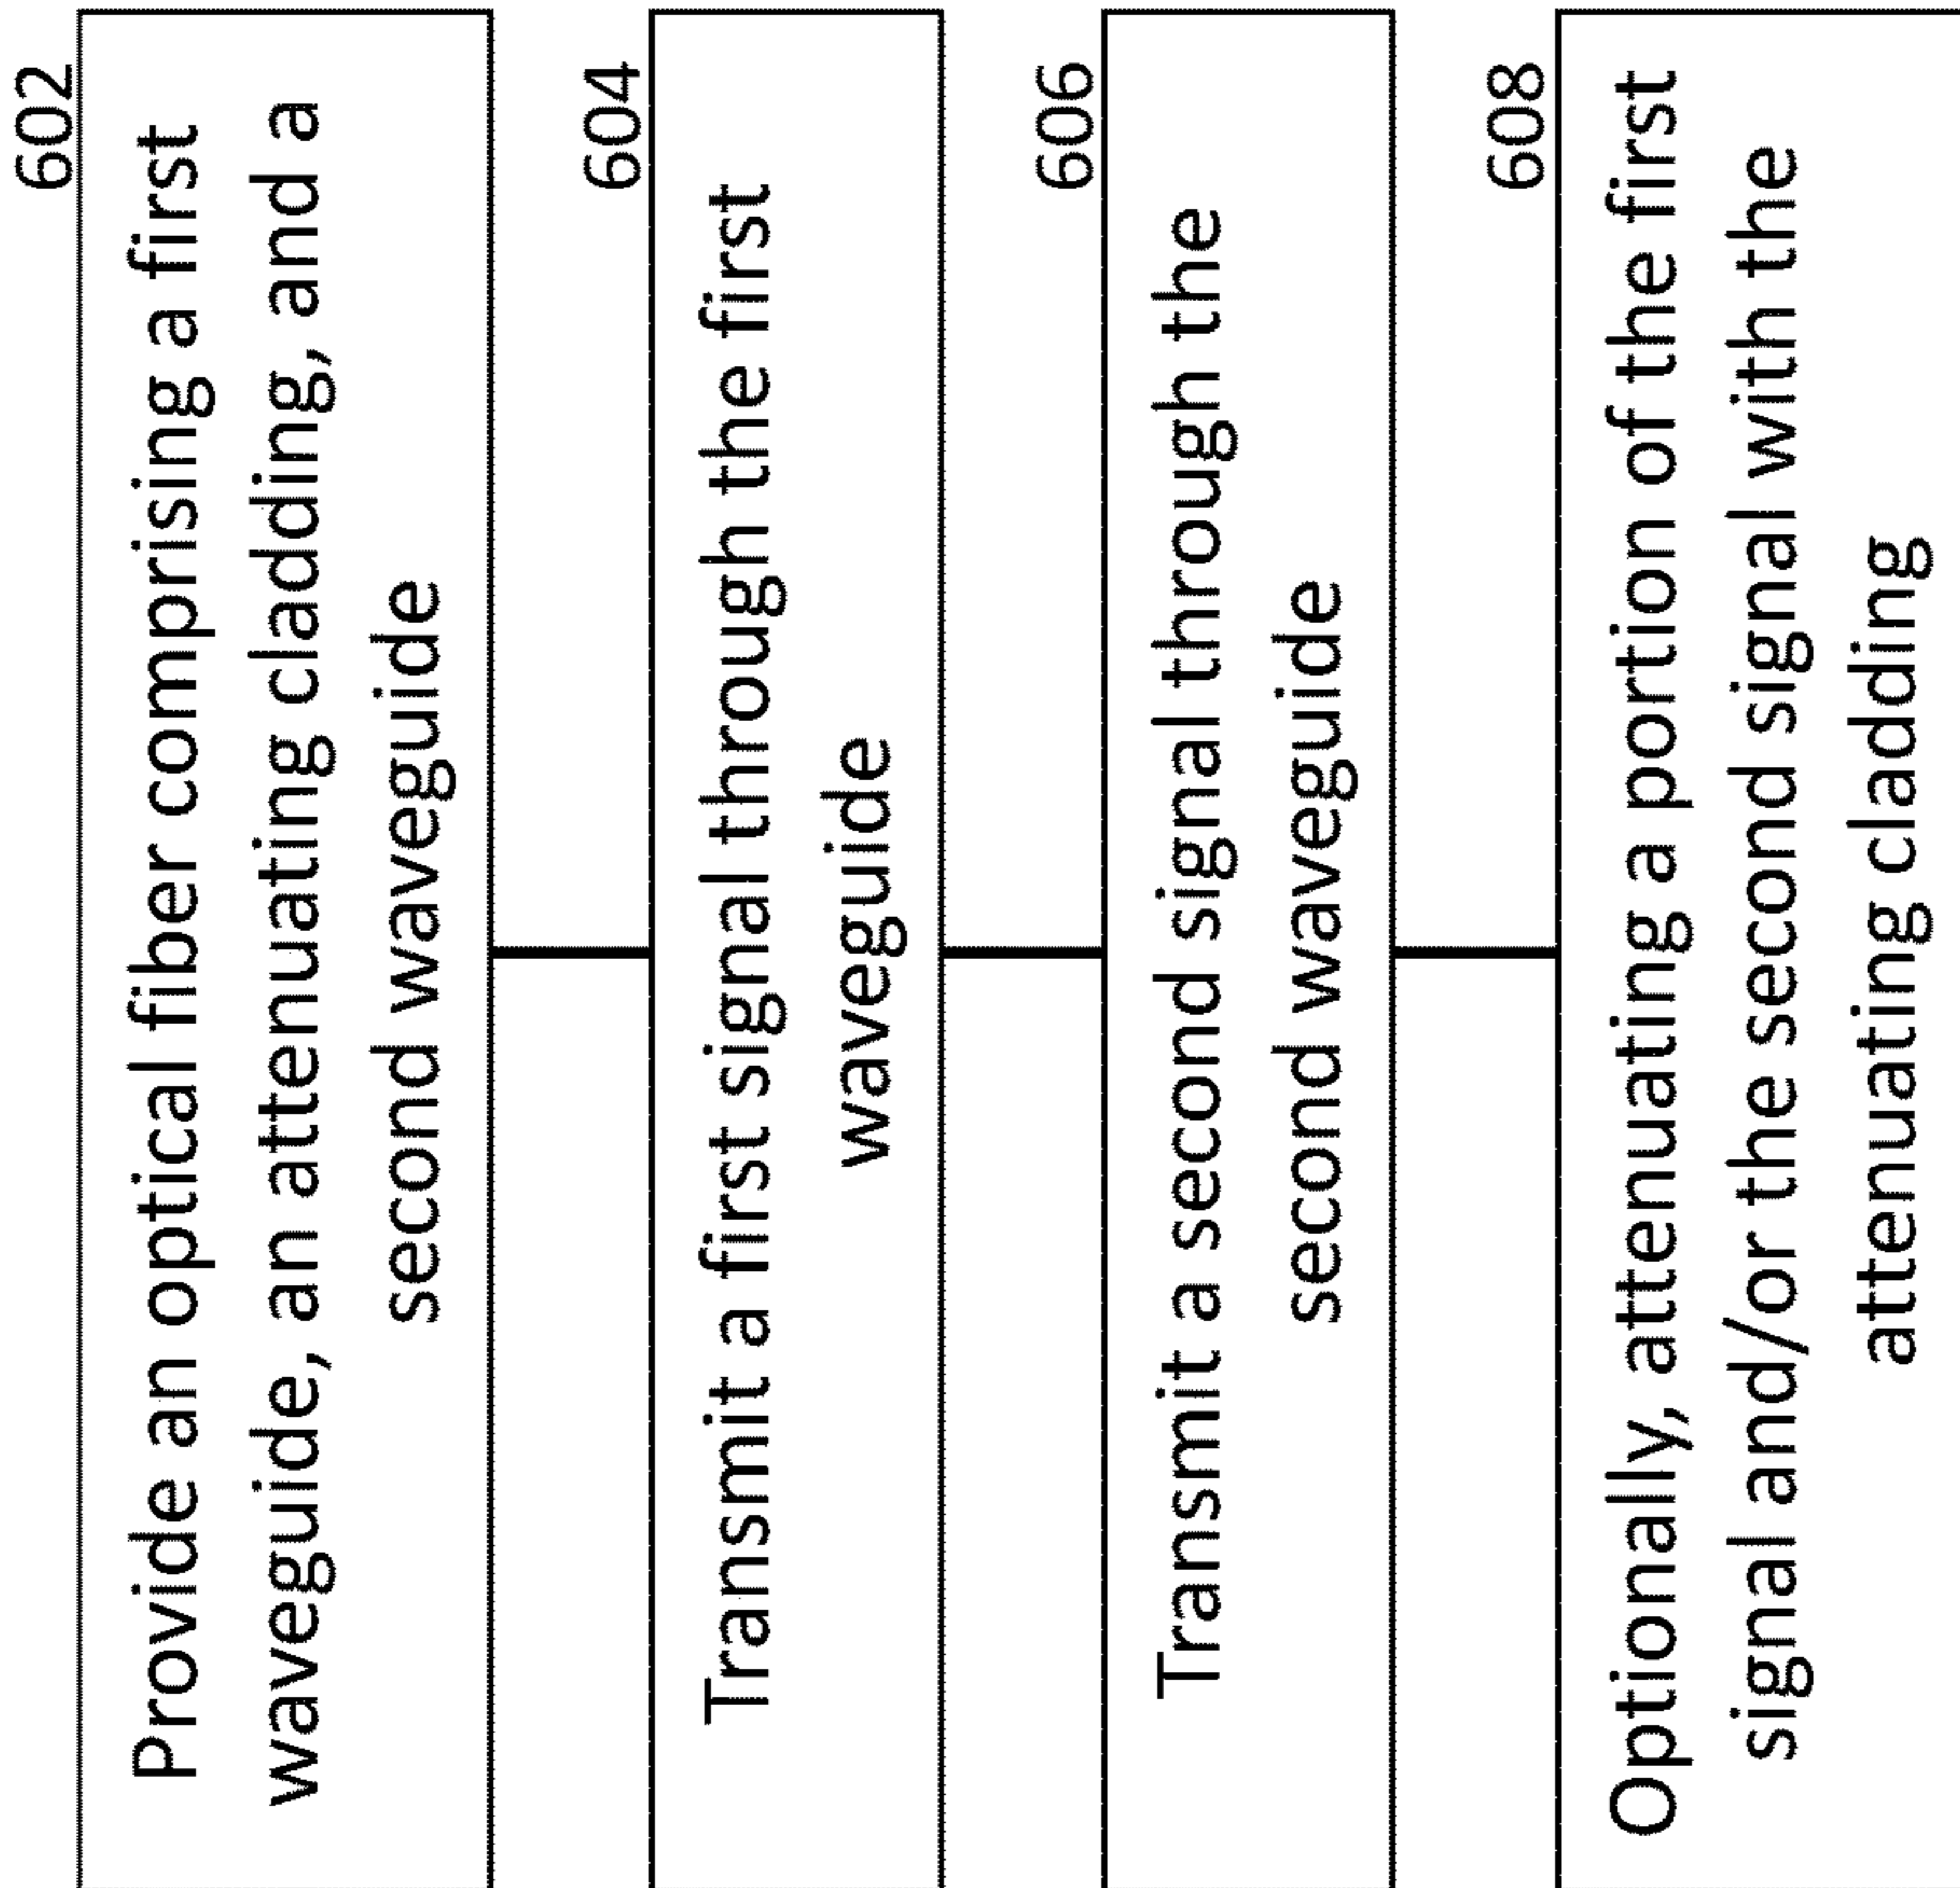 602
Provide an optical fiber comprising a first
waveguide, an attenuating cladding, and a
second waveguide
604
Transmit a first signal through the first
waveguide
606
Transmit a second signal through the
second waveguide
608
Optionally, attenuating a portion of the first
signal and/or the second signal with the
attenuating cladding